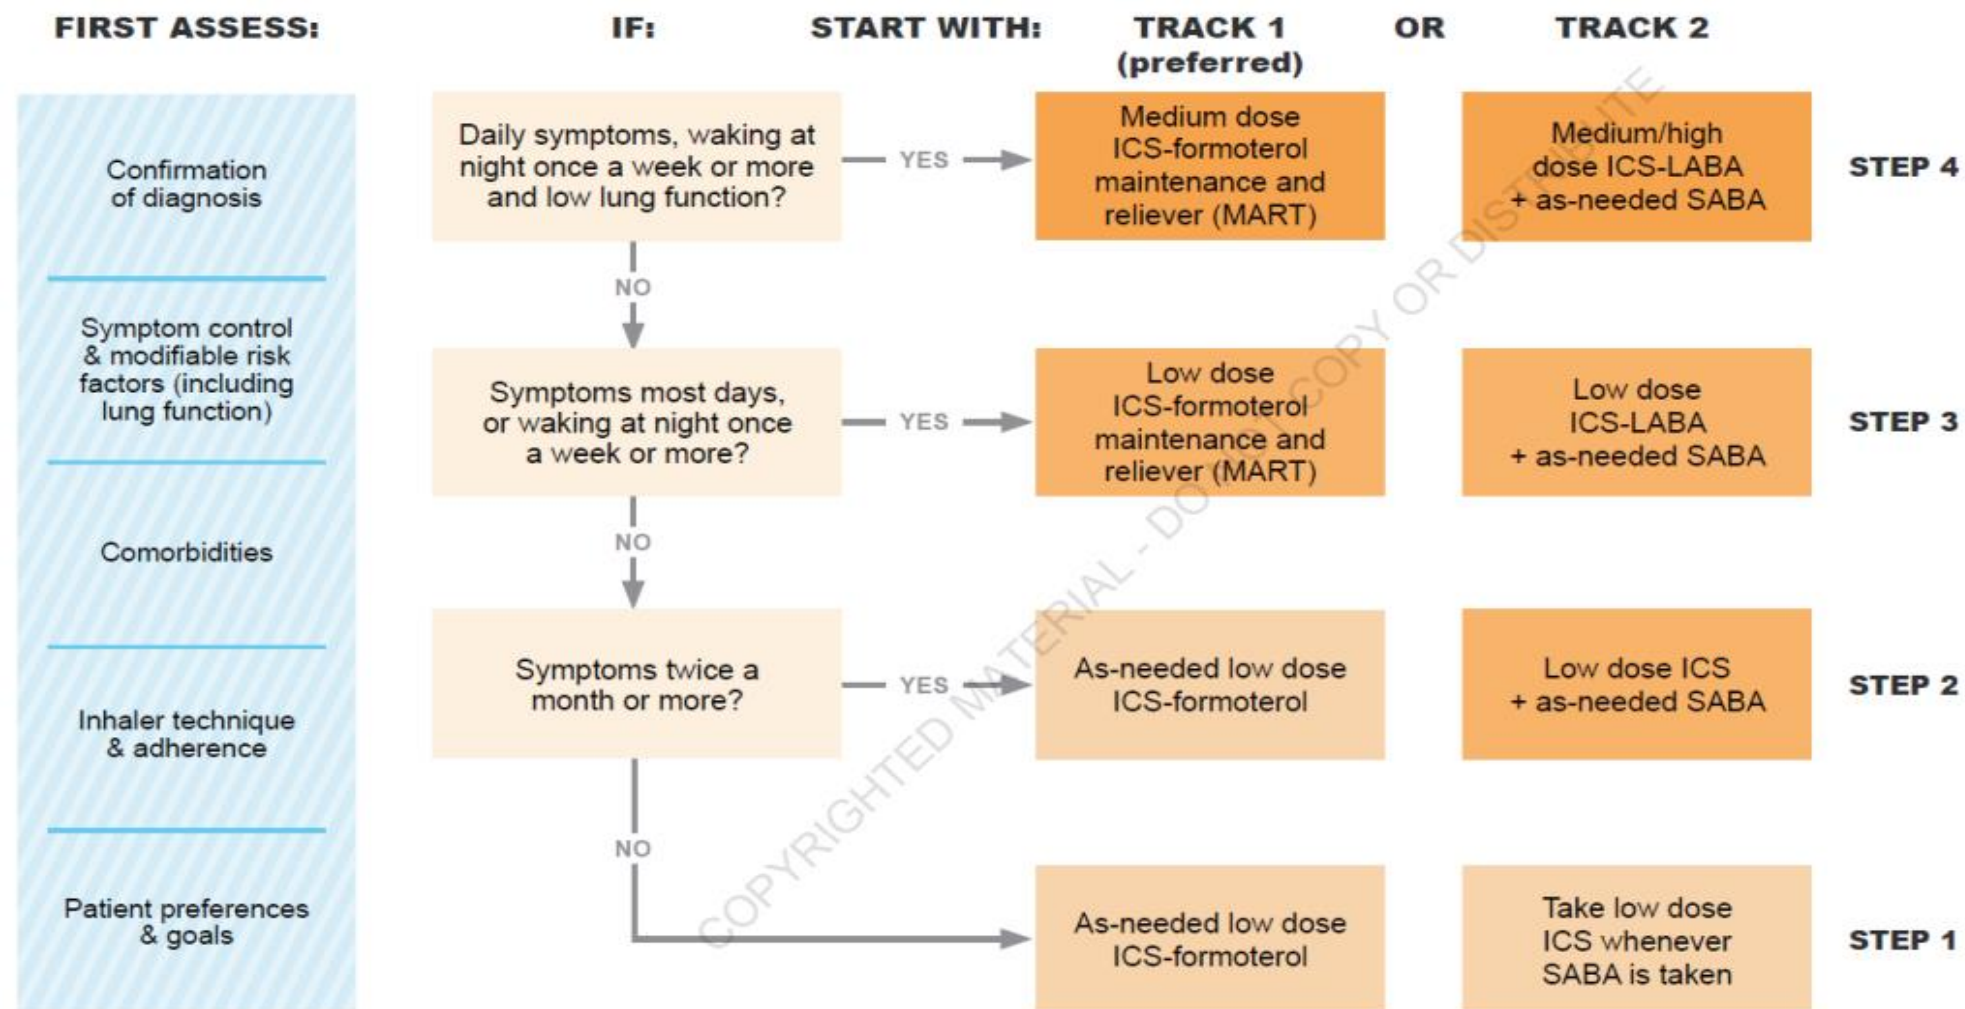 FIRST ASSESS:
IF:
START WITH:
TRACK 1
(preferred)
OR
TRACK 2
Confirmation
of diagnosis
Symptom control
& modifiable risk
factors (including
lung function)
Comorbidities
Inhaler technique
& adherence
Patient preferences
& goals
Daily symptoms, waking at
night once a week or more
and low lung function?
YES
Medium dose
ICS-formoterol
maintenance and
reliever (MART)
Medium/high
dose ICS-LABA
+ as-needed SABA
STEP 4
NO
Symptoms most days,
or waking at night once
a week or more?
YES
Low dose
ICS-formoterol
maintenance and
reliever (MART)
Low dose
ICS-LABA
+ as-needed SABA
STEP 3
NO
Symptoms twice a
month or more?
YES
As-needed low dose
ICS-formoterol
Low dose ICS
+ as-needed SABA
STEP 2
NO
As-needed low dose
ICS-formoterol
Take low dose
ICS whenever
SABA is taken
STEP 1
COPYRIGHTED MATERIAL - DO NOT COPY OR DISTRIBUTE